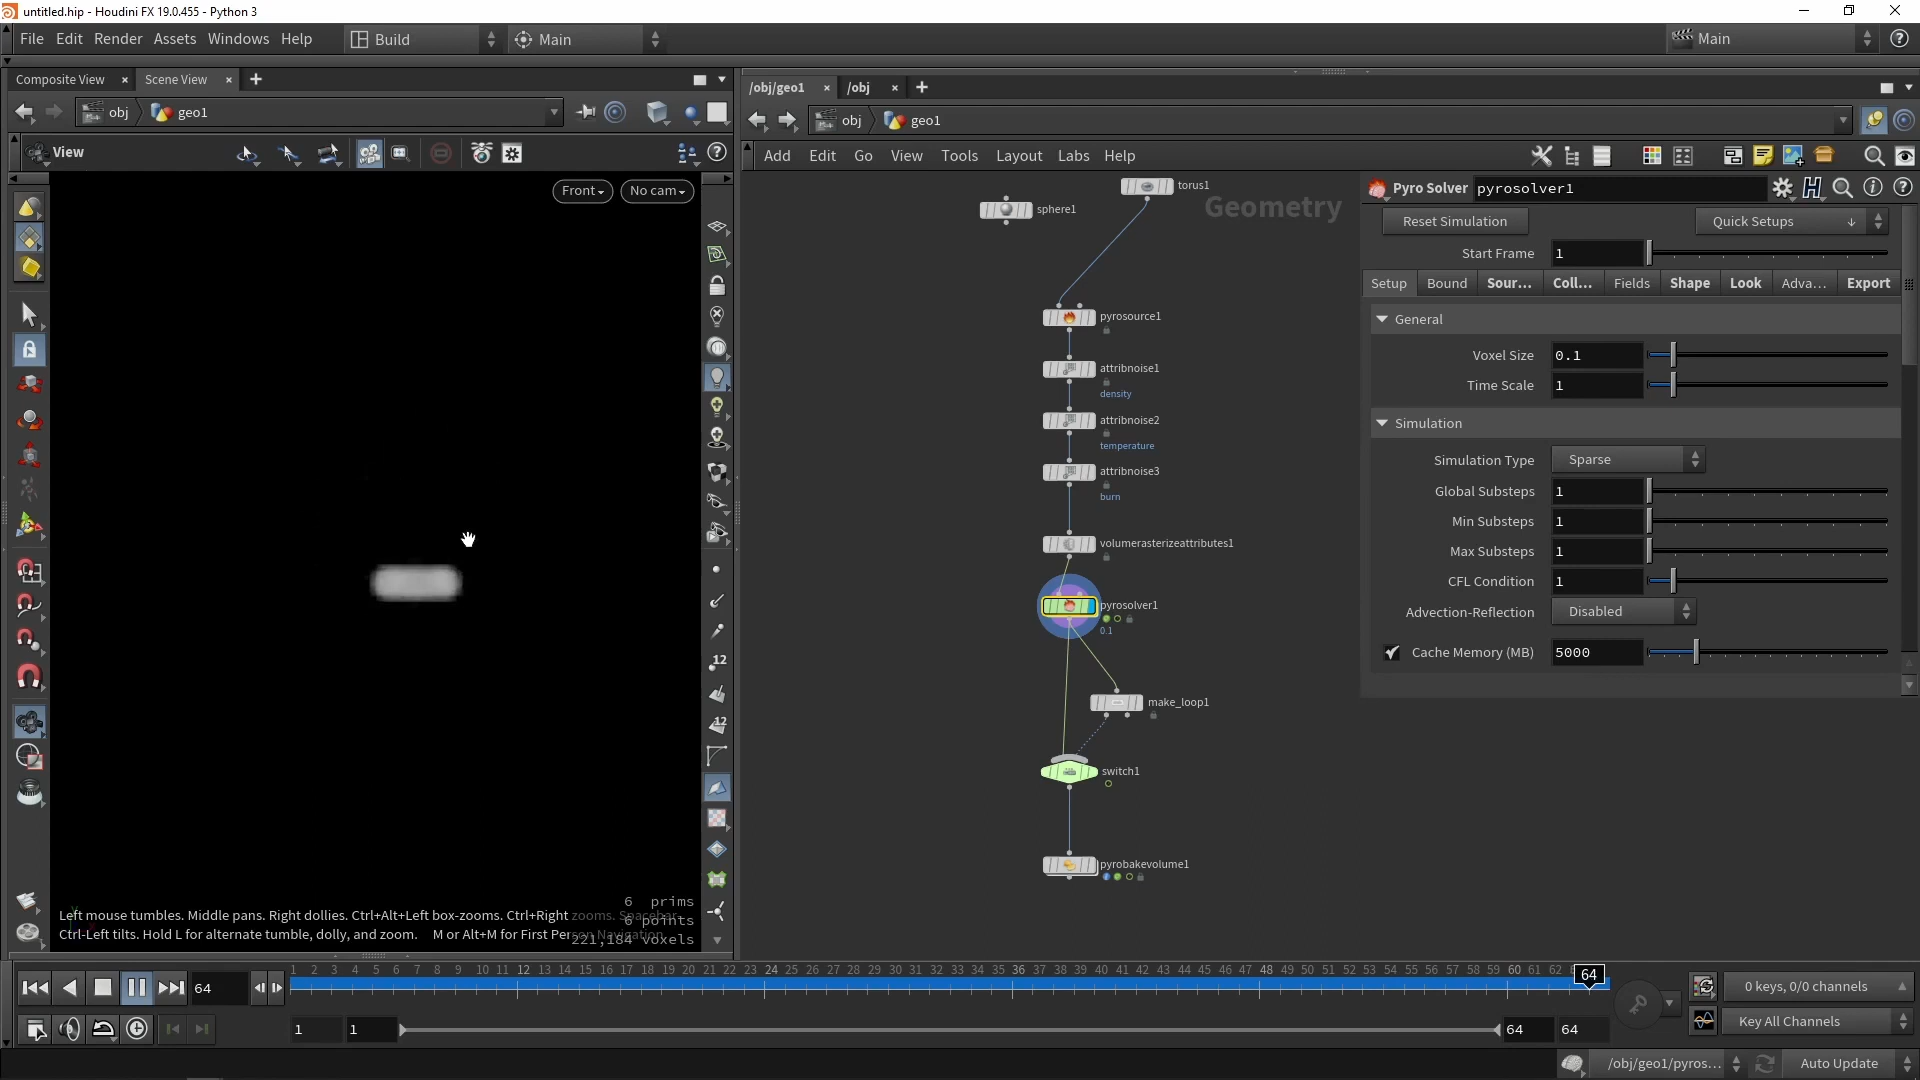 untitled.hip - Houdini FX 19.0.455 - Python 3
File Edit Render Assets Windows Help
Build
Main
Main
Composite View
Scene View
obj
geo1
View
Front
No cam
6 prims
6 points
221,184 voxels
Left mouse tumbles. Middle pans. Right dollies. Ctrl+Alt+Left box-zooms. Ctrl+Right zooms. Spacebar-
Ctrl-Left tilts. Hold L for alternate tumble, dolly, and zoom. M or Alt+M for First Person Navigation.
12
12
/obj/geo1
/obj
obj
geo1
Add Edit Go View Tools Layout Labs Help
Geometry
torus1
sphere1
pyrosource1
attribnoise1
density
attribnoise2
temperature
attribnoise3
burn
volumerasterizeattributes1
pyrosolver1
0.1
make_loop1
switch1
pyrobakevolume1
Pyro Solver pyrosolver1
Reset Simulation
Quick Setups
Start Frame 1
Setup Bound Sour... Coll... Fields Shape Look Adva... Export
General
Voxel Size 0.1
Time Scale 1
Simulation
Simulation Type Sparse
Global Substeps 1
Min Substeps 1
Max Substeps 1
CFL Condition 1
Advection-Reflection Disabled
Cache Memory (MB) 5000
1 2 3 4 5 6 7 8 9 10 11 12 13 14 15 16 17 18 19 20 21 22 23 24 25 26 27 28 29 30 31 32 33 34 35 36 37 38 39 40 41 42 43 44 45 46 47 48 49 50 51 52 53 54 55 56 57 58 59 60 61 62
64
64
0 keys, 0/0 channels
1
1
64
64
Key All Channels
/obj/geo1/pyros...
Auto Update